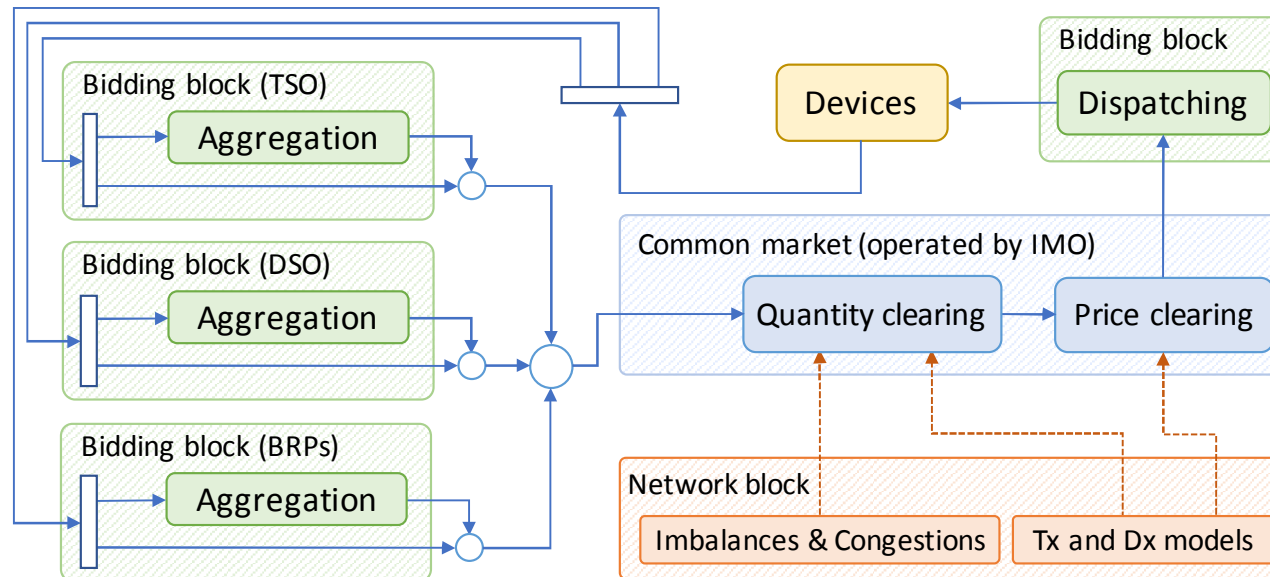 Bidding block (TSO)
Aggregation
Bidding block (DSO)
Aggregation
Bidding block (BRPs)
Aggregation
Devices
Bidding block
Dispatching
Common market (operated by IMO)
Quantity clearing
Price clearing
Network block
Imbalances & Congestions
Tx and Dx models